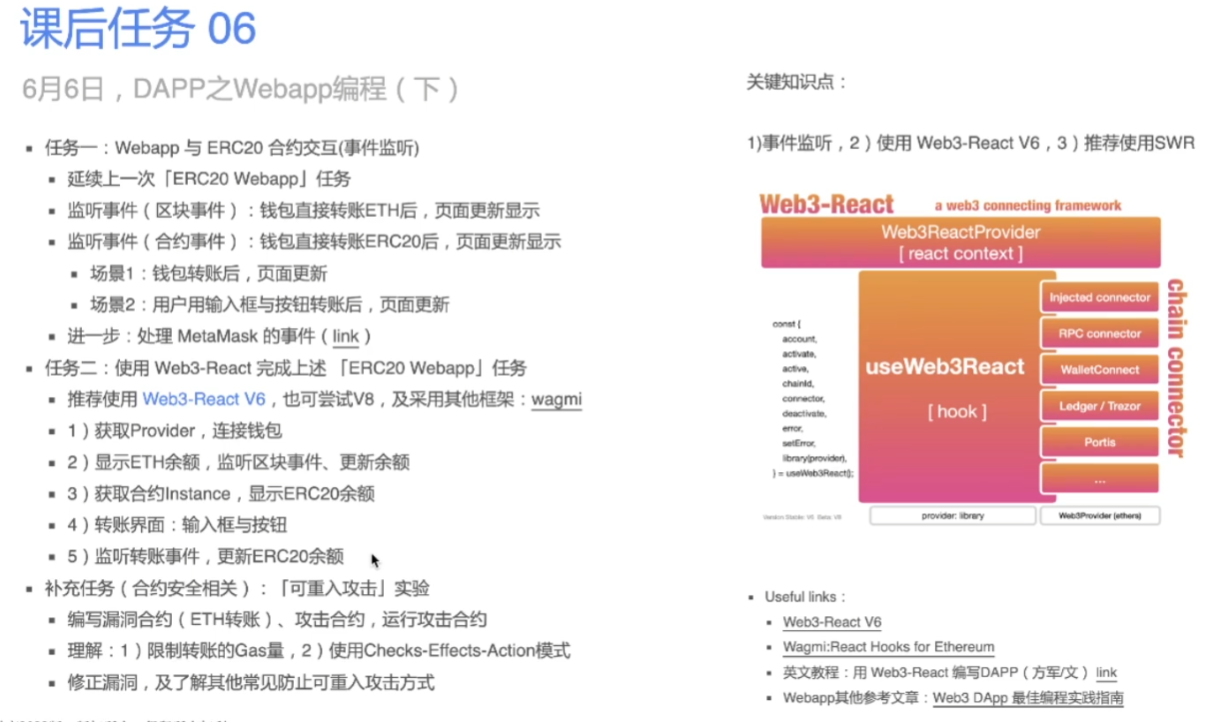 课后任务 06
6月6日，DAPP之Webapp编程（下）
▪ 任务一：Webapp 与 ERC20 合约交互(事件监听)
▪ 延续上一次「ERC20 Webapp」任务
▪ 监听事件（区块事件）：钱包直接转账ETH后，页面更新显示
▪ 监听事件（合约事件）：钱包直接转账ERC20后，页面更新显示
▪ 场景1：钱包转账后，页面更新
▪ 场景2：用户用输入框与按钮转账后，页面更新
▪ 进一步：处理 MetaMask 的事件（link）
▪ 任务二：使用 Web3-React 完成上述 「ERC20 Webapp」任务
▪ 推荐使用 Web3-React V6，也可尝试V8，及采用其他框架：wagmi
▪ 1）获取Provider，连接钱包
▪ 2）显示ETH余额，监听区块事件、更新余额
▪ 3）获取合约Instance，显示ERC20余额
▪ 4）转账界面：输入框与按钮
▪ 5）监听转账事件，更新ERC20余额
▪ 补充任务（合约安全相关）：「可重入攻击」实验
▪ 编写漏洞合约（ETH转账）、攻击合约，运行攻击合约
▪ 理解：1）限制转账的Gas量，2）使用Checks-Effects-Action模式
▪ 修正漏洞，及了解其他常见防止可重入攻击方式
关键知识点：
1)事件监听，2）使用 Web3-React V6，3）推荐使用SWR
Web3-React
a web3 connecting framework
Web3ReactProvider
[ react context ]
const {
account,
activate,
active,
chainId,
connector,
deactivate,
error,
setError,
library(provider),
} = useWeb3React();
useWeb3React
[ hook ]
Injected connector
RPC connector
WalletConnect
Ledger / Trezor
Portis
...
chain connector
provider: library
Web3Provider (ethers)
▪ Useful links：
▪ Web3-React V6
▪ Wagmi:React Hooks for Ethereum
▪ 英文教程：用 Web3-React 编写DAPP（方军/文） link
▪ Webapp其他参考文章：Web3 DApp 最佳编程实践指南